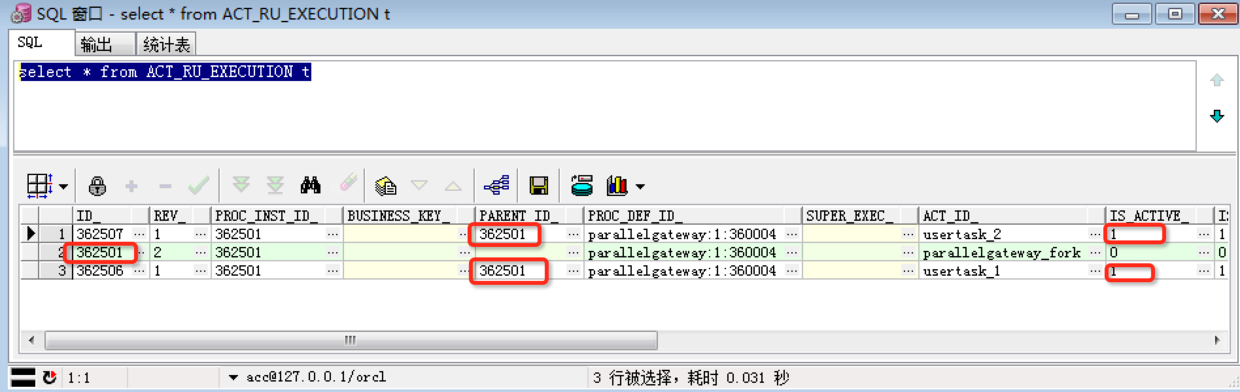 SQL 窗口 - select * from ACT_RU_EXECUTION t
SQL 输出 统计表
select * from ACT_RU_EXECUTION t
ID_ REV_ PROC_INST_ID_ BUSINESS_KEY_ PARENT_ID_ PROC_DEF_ID_ SUPER_EXEC_ ACT_ID_ IS_ACTIVE_
1 362507 ... 1 ... 362501 ... ... 362501 ... parallelgateway:1:360004 ... ... usertask_2 ... 1 ... 1
2 362501 ... 2 ... 362501 ... ... ... parallelgateway:1:360004 ... ... parallelgateway_fork ... 0 ... 0
3 362506 ... 1 ... 362501 ... ... 362501 ... parallelgateway:1:360004 ... ... usertask_1 ... 1 ... 1
1:1 acc@127.0.0.1/orcl 3 行被选择，耗时 0.031 秒